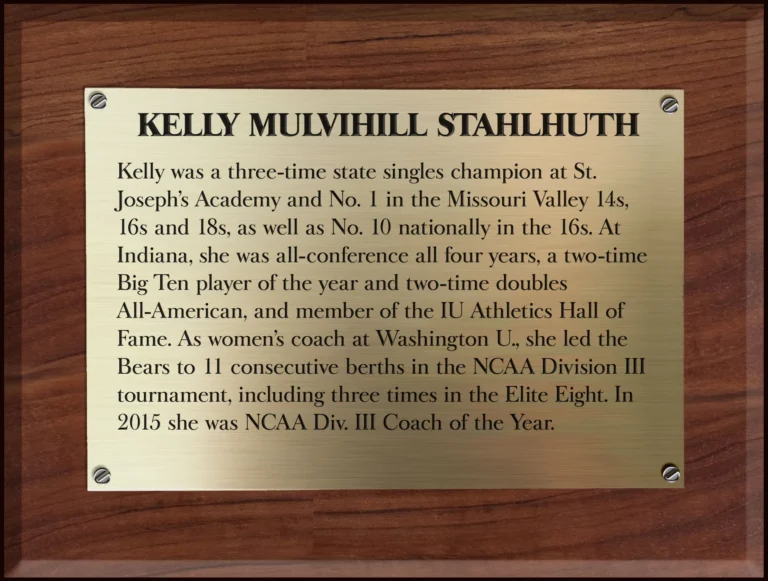 KELLY MULVIHILL STAHLHUTH
Kelly was a three-time state singles champion at St.
Joseph's Academy and No. 1 in the Missouri Valley 14s,
16s and 18s, as well as No. 10 nationally in the 16s. At
Indiana, she was all-conference all four years, a two-time
Big Ten player of the year and two-time doubles
All-American, and member of the IU Athletics Hall of
Fame. As women's coach at Washington U., she led the
Bears to 11 consecutive berths in the NCAA Division III
tournament, including three times in the Elite Eight. In
2015 she was NCAA Div. III Coach of the Year.